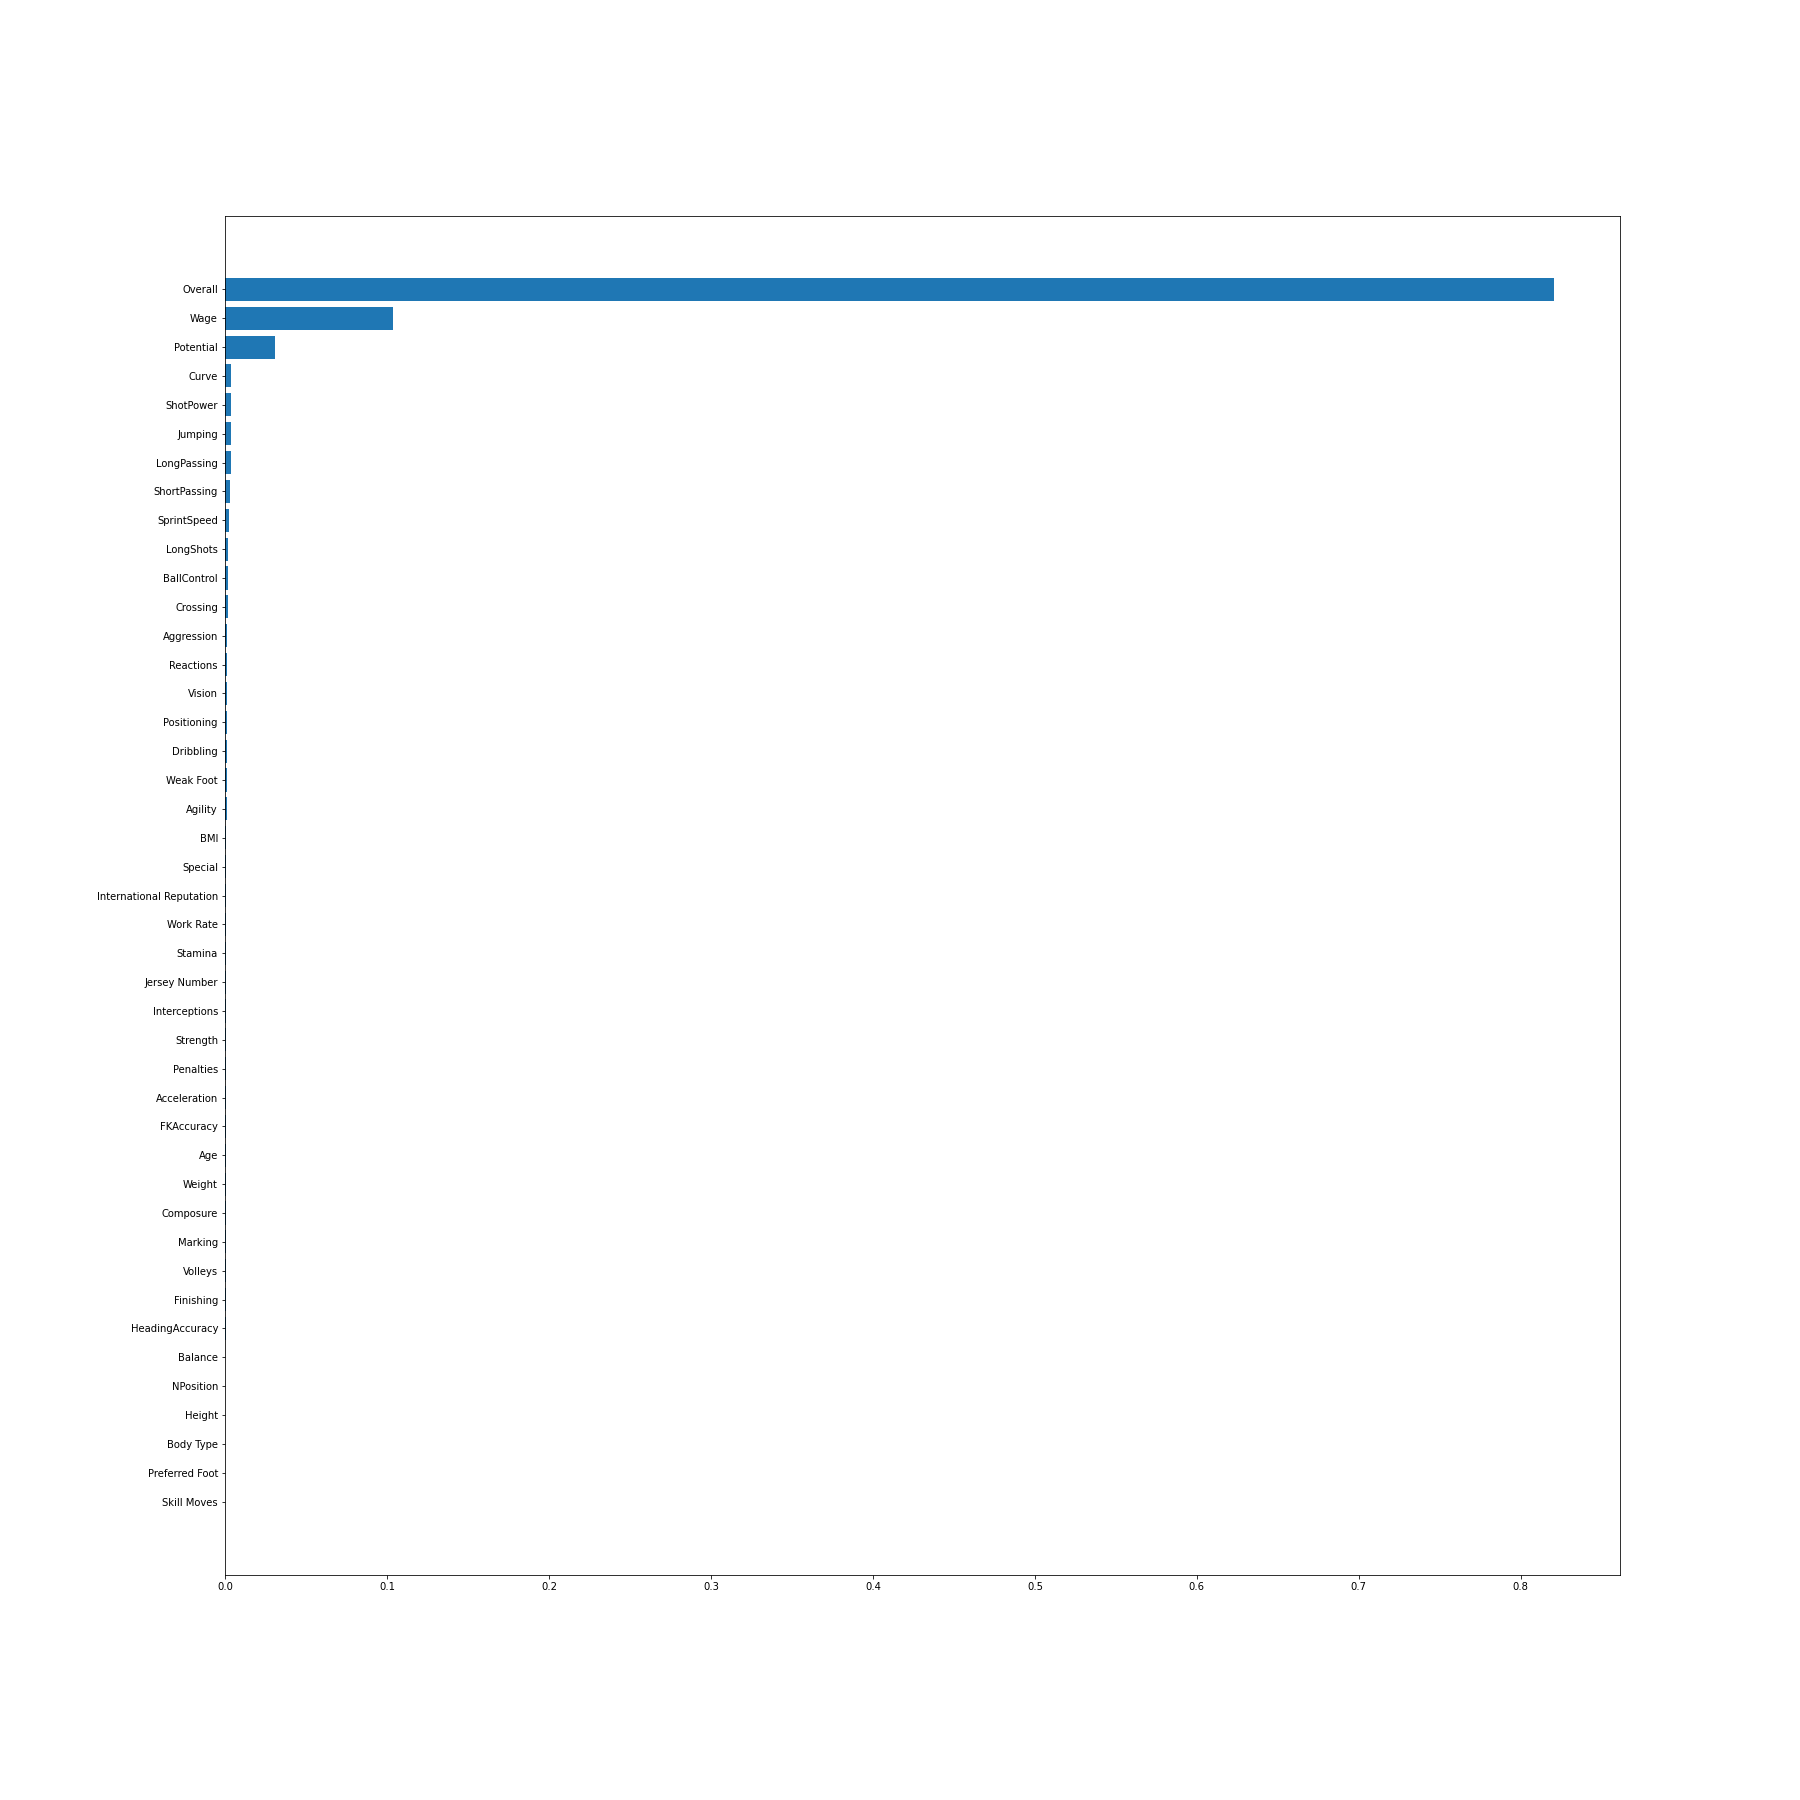 Overall
Wage
Potential
Curve
ShotPower
Jumping
LongPassing
ShortPassing
SprintSpeed
LongShots
BallControl
Crossing
Aggression
Reactions
Vision
Positioning
Dribbling
Weak Foot
Agility
BMI
Special
International Reputation
Work Rate
Stamina
Jersey Number
Interceptions
Strength
Penalties
Acceleration
FKAccuracy
Age
Weight
Composure
Marking
Volleys
Finishing
HeadingAccuracy
Balance
NPosition
Height
Body Type
Preferred Foot
Skill Moves
0.0 0.1 0.2 0.3 0.4 0.5 0.6 0.7 0.8